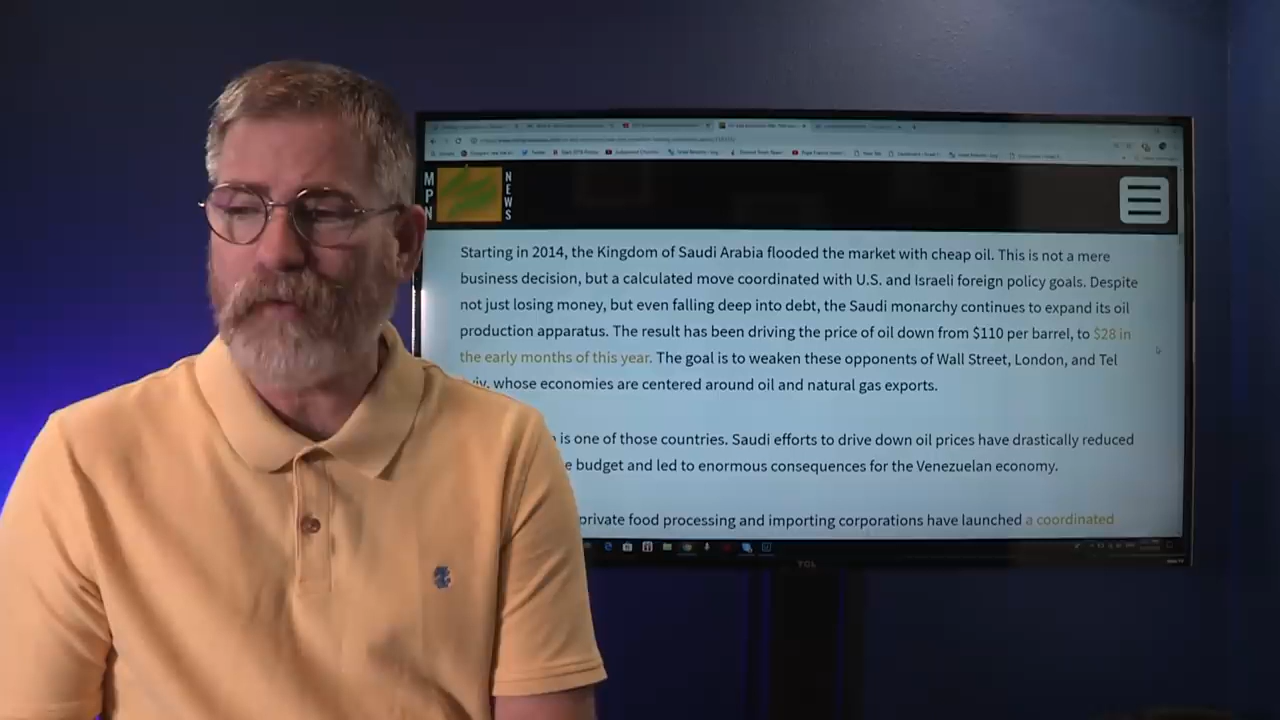 MPN
NEWS
Starting in 2014, the Kingdom of Saudi Arabia flooded the market with cheap oil. This is not a mere
business decision, but a calculated move coordinated with U.S. and Israeli foreign policy goals. Despite
not just losing money, but even falling deep into debt, the Saudi monarchy continues to expand its oil
production apparatus. The result has been driving the price of oil down from $110 per barrel, to $28 in
the early months of this year. The goal is to weaken these opponents of Wall Street, London, and Tel
whose economies are centered around oil and natural gas exports.
is one of those countries. Saudi efforts to drive down oil prices have drastically reduced
budget and led to enormous consequences for the Venezuelan economy.
private food processing and importing corporations have launched a coordinated
TCL